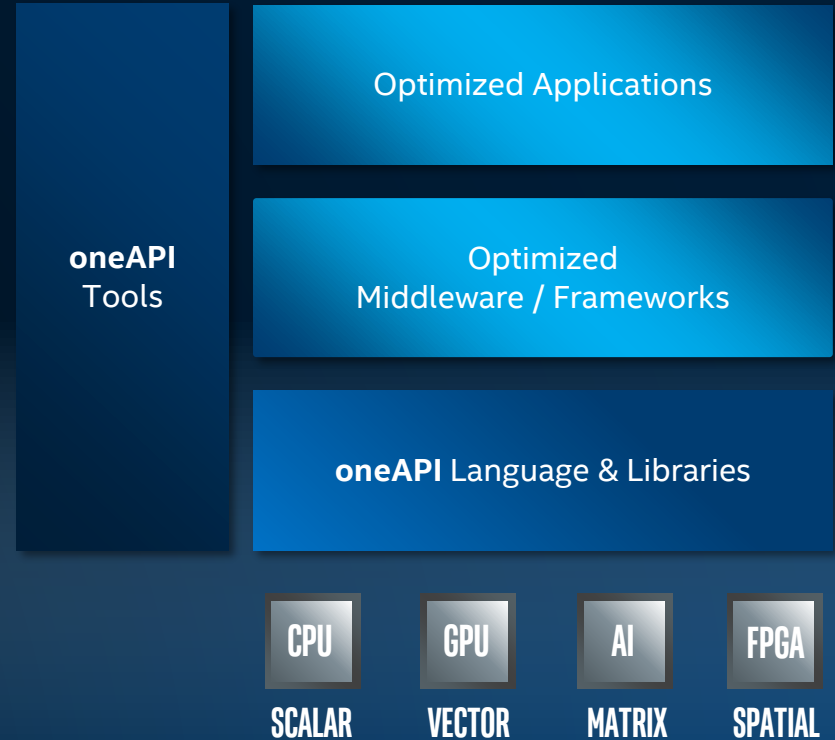 oneAPI
Tools
Optimized Applications
Optimized
Middleware / Frameworks
oneAPI Language & Libraries
CPU
GPU
AI
FPGA
SCALAR
VECTOR
MATRIX
SPATIAL